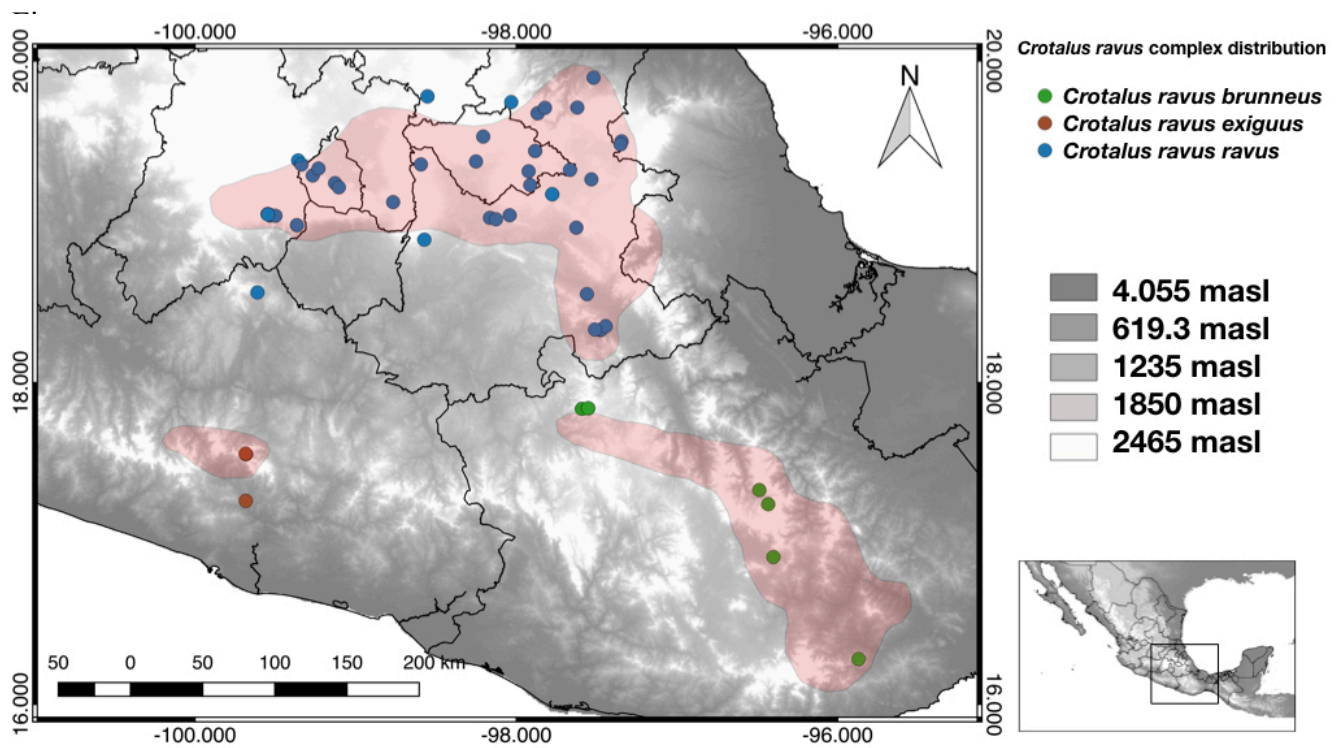 -100.000 -98.000 -96.000
20.000
20.000
Crotalus ravus complex distribution
N
Crotalus ravus brunneus
Crotalus ravus exiguus
Crotalus ravus ravus
4.055 masl
619.3 masl
1235 masl
1850 masl
2465 masl
18.000
18.000
50 0 50 100 150 200 km
16.000
16.000
-100.000 -98.000 -96.000